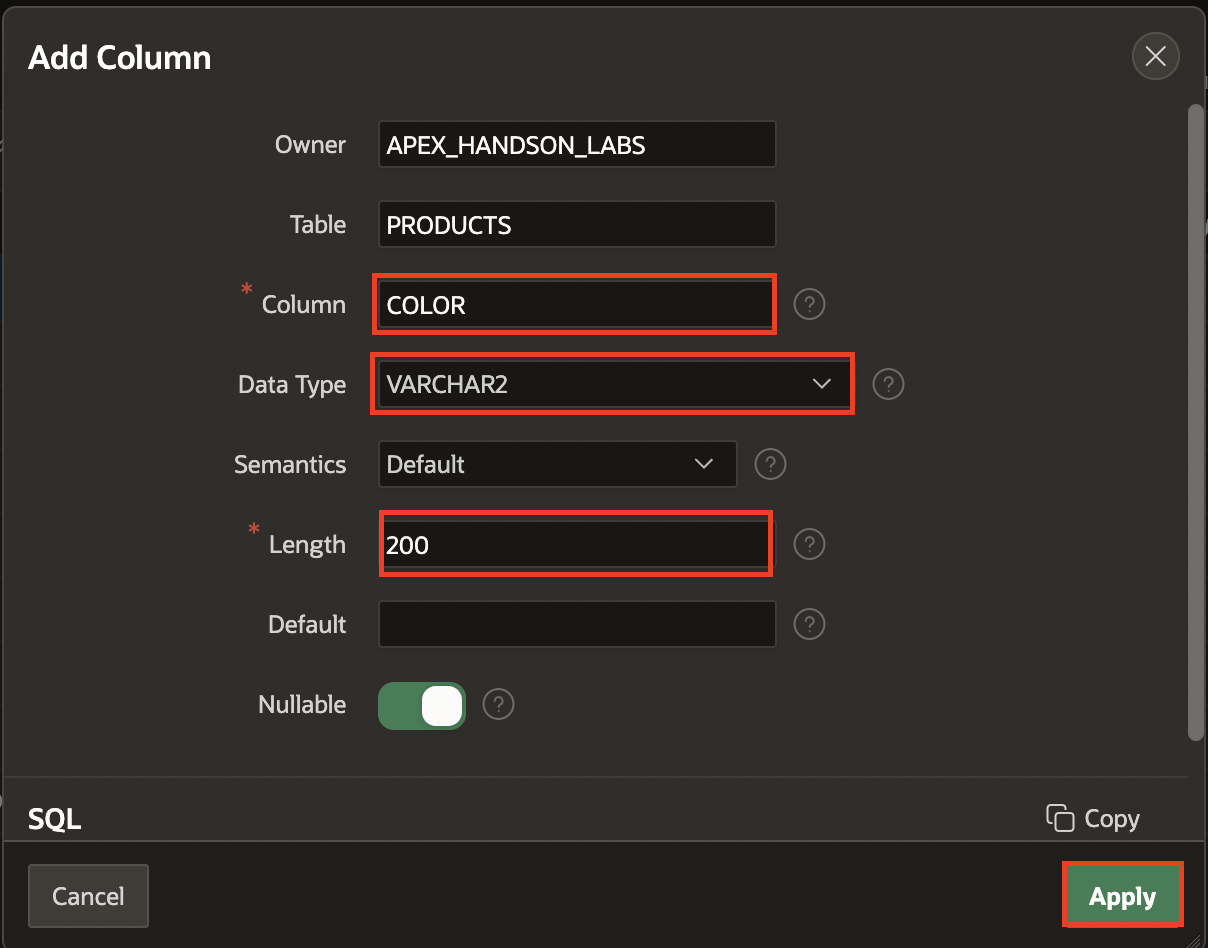 Add Column
Owner APEX_HANDSON_LABS
Table PRODUCTS
* Column COLOR ?
Data Type VARCHAR2 ?
Semantics Default ?
* Length 200 ?
Default ?
Nullable ?
SQL Copy
Cancel Apply